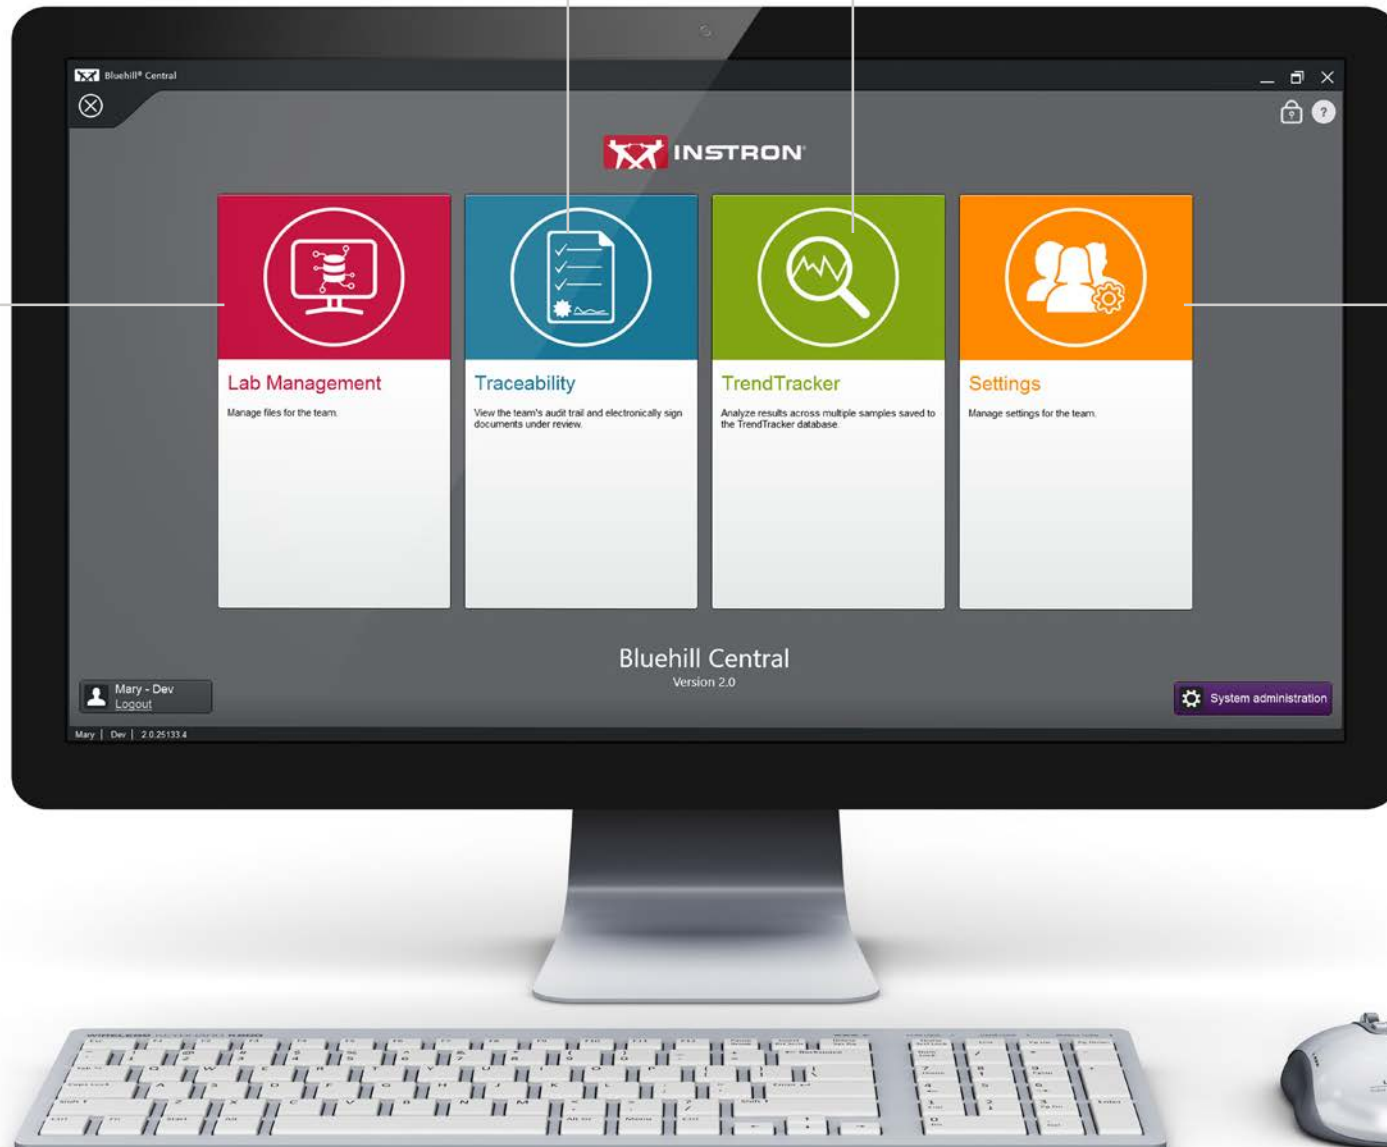 Bluehill® Central
?
INSTRON
Lab Management
Manage files for the team.
Traceability
View the team's audit trail and electronically sign
documents under review.
TrendTracker
Analyze results across multiple samples saved to
the TrendTracker database.
Settings
Manage settings for the team.
Bluehill Central
Version 2.0
Mary - Dev
Logout
System administration
Mary | Dev | 2.0.25133.4
Q W E R T Y U I O P
A S D F G H J K L
Z X C V B N M